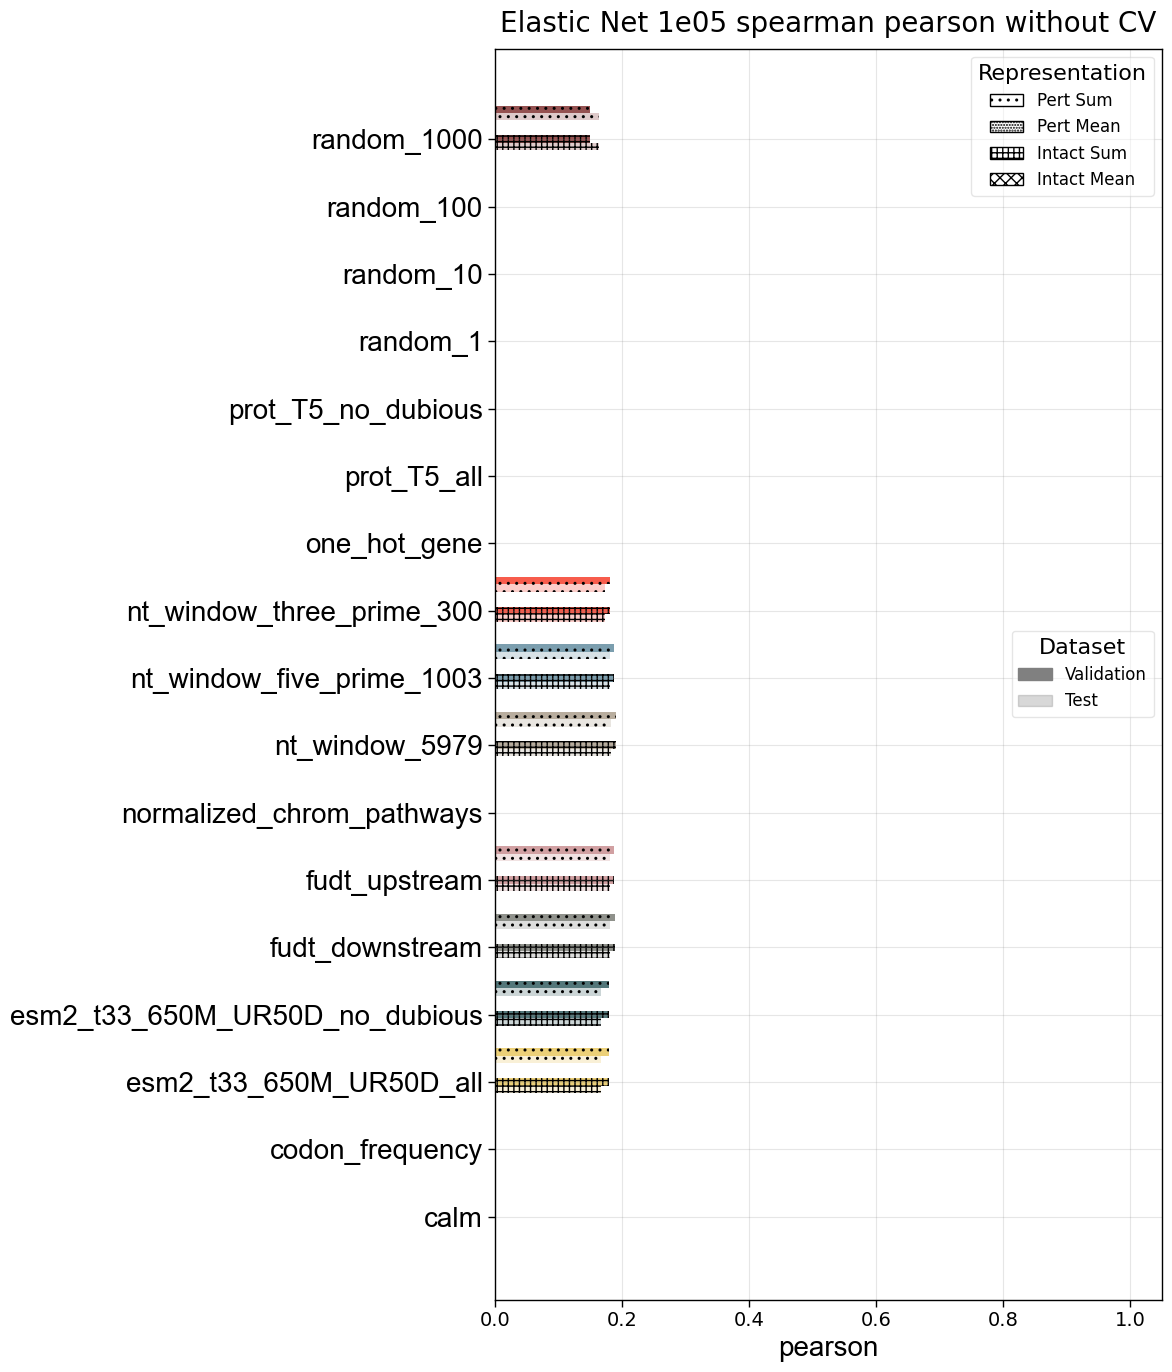 Elastic Net 1e05 spearman pearson without CV
Representation
Pert Sum
Pert Mean
Intact Sum
Intact Mean
random_1000
random_100
random_10
random_1
prot_T5_no_dubious
prot_T5_all
one_hot_gene
nt_window_three_prime_300
nt_window_five_prime_1003
Dataset
Validation
Test
nt_window_5979
normalized_chrom_pathways
fudt_upstream
fudt_downstream
esm2_t33_650M_UR50D_no_dubious
esm2_t33_650M_UR50D_all
codon_frequency
calm
0.0 0.2 0.4 0.6 0.8 1.0
pearson